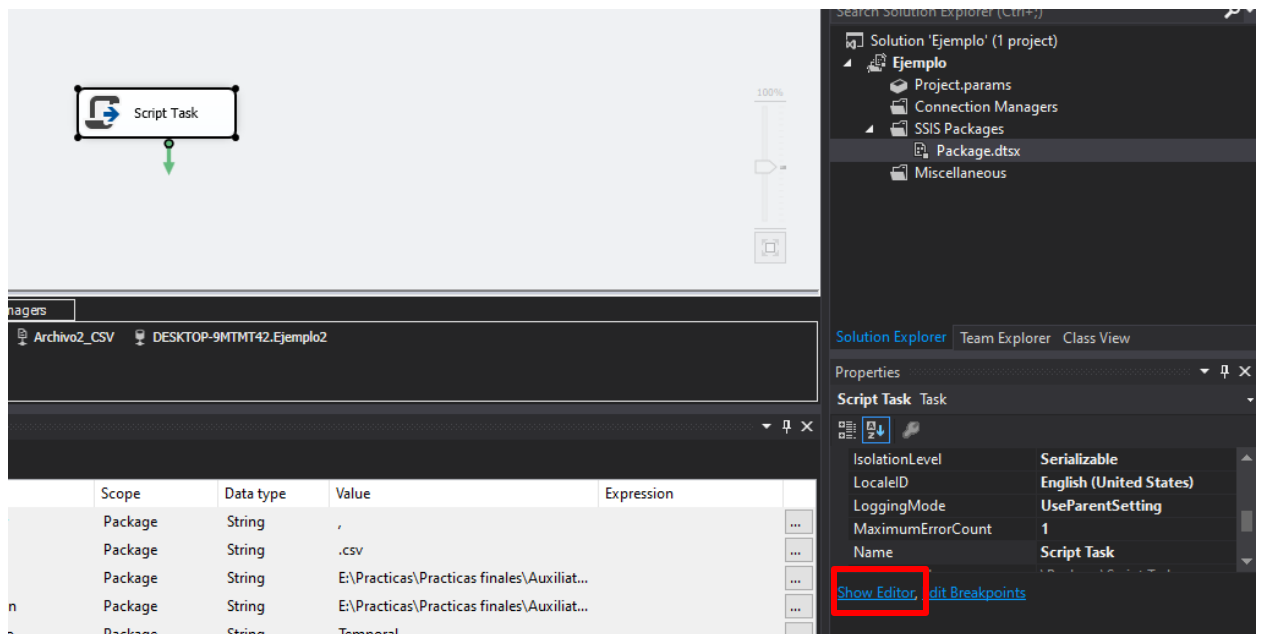 Search Solution Explorer (Ctrl+;)
Solution 'Ejemplo' (1 project)
Ejemplo
Project.params
Connection Managers
SSIS Packages
Package.dtsx
Miscellaneous
Script Task
100%
nagers
Archivo2_CSV DESKTOP-9MTMT42.Ejemplo2
Solution Explorer Team Explorer Class View
Properties
Script Task Task
IsolationLevel Serializable
LocaleID English (United States)
LoggingMode UseParentSetting
MaximumErrorCount 1
Name Script Task
Show Editor, Edit Breakpoints
Scope Data type Value Expression
Package String , ...
Package String .csv ...
Package String E:\Practicas\Practicas finales\Auxiliat... ...
n Package String E:\Practicas\Practicas finales\Auxiliat... ...
Package String Temporal